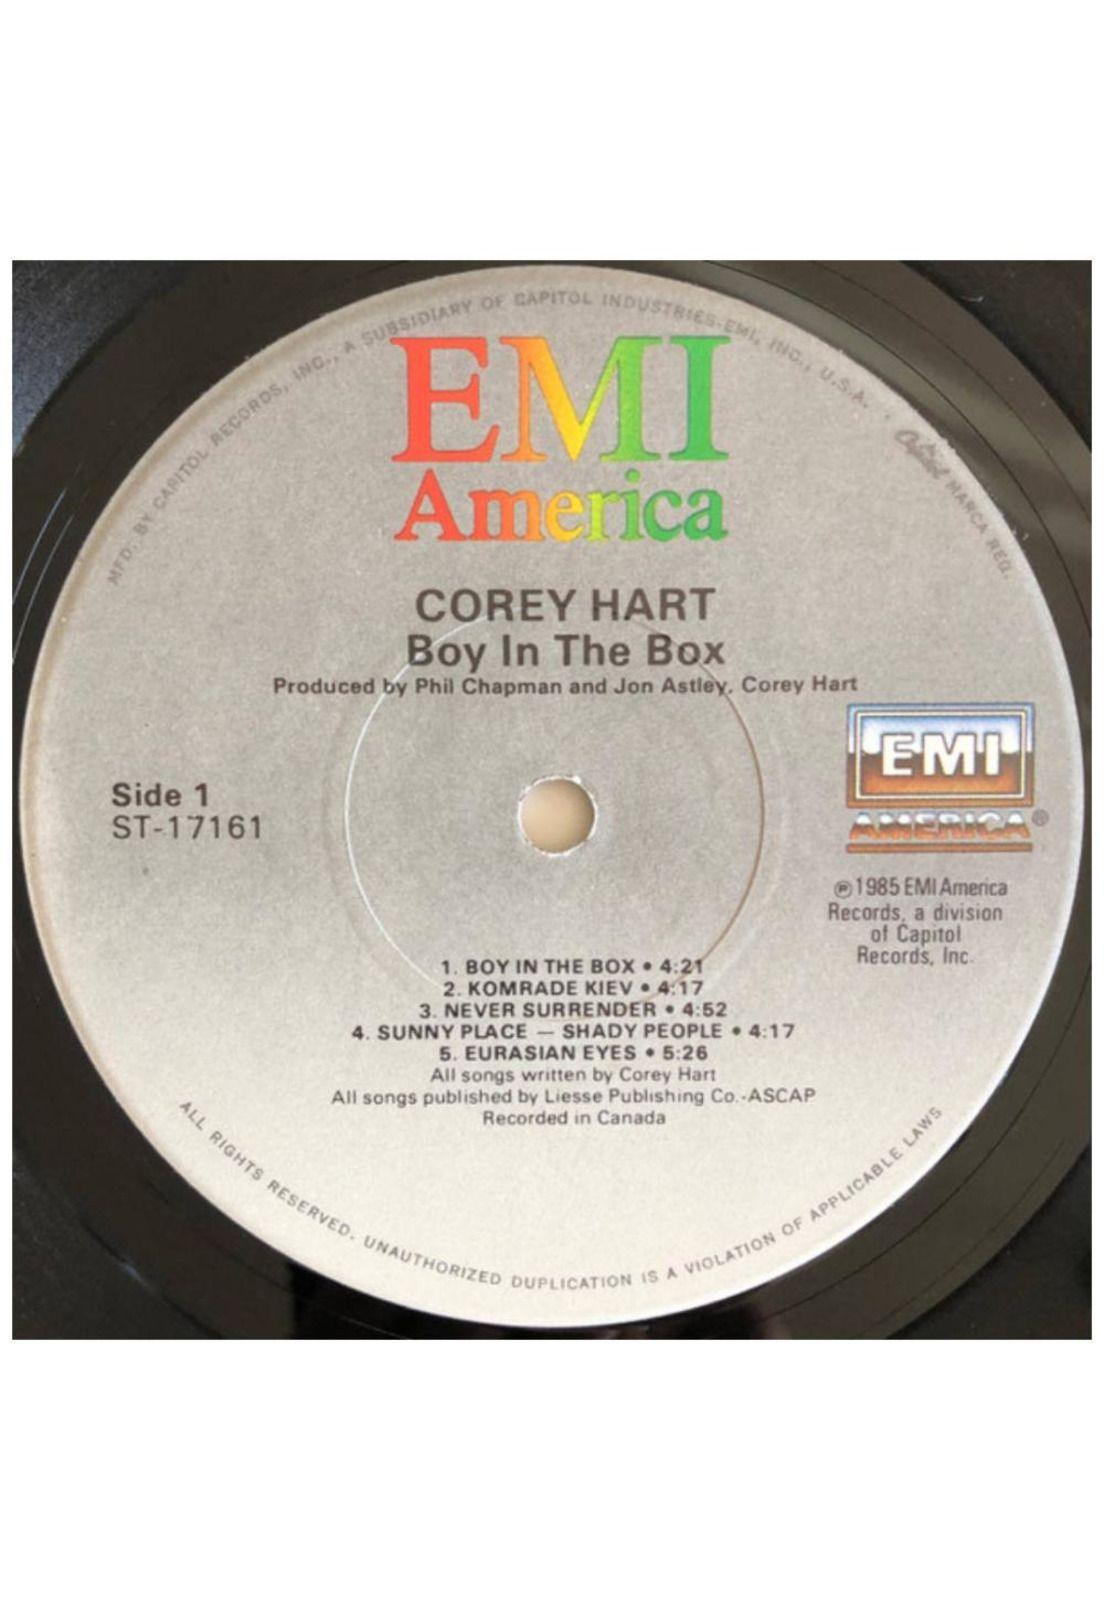 MFD. BY CAPITOL RECORDS, INC., A SUBSIDIARY OF CAPITOL INDUSTRIES-EMI, INC., U.S.A. · Capitol MARCA REG.
EMI
America
COREY HART
Boy In The Box
Produced by Phil Chapman and Jon Astley, Corey Hart
EMI
AMERICA®
Side 1
ST-17161
℗ 1985 EMI America
Records, a division
of Capitol
Records, Inc.
1. BOY IN THE BOX • 4:21
2. KOMRADE KIEV • 4:17
3. NEVER SURRENDER • 4:52
4. SUNNY PLACE — SHADY PEOPLE • 4:17
5. EURASIAN EYES • 5:26
All songs written by Corey Hart
All songs published by Liesse Publishing Co.-ASCAP
Recorded in Canada
ALL RIGHTS RESERVED. UNAUTHORIZED DUPLICATION IS A VIOLATION OF APPLICABLE LAWS